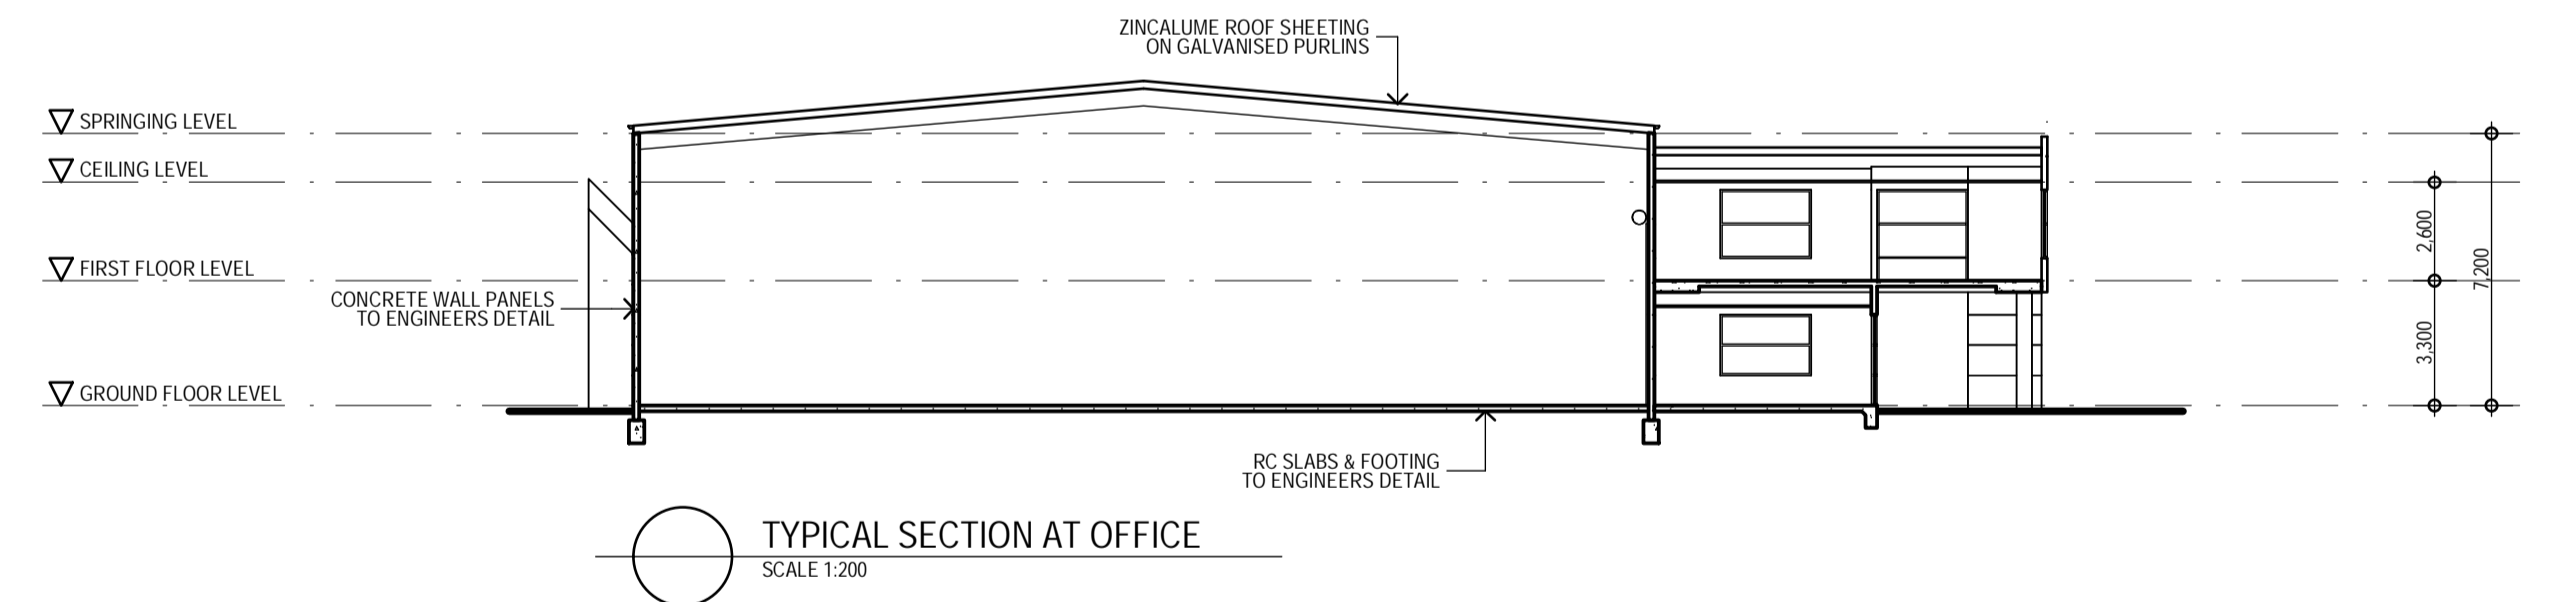 ZINCALUME ROOF SHEETING
ON GALVANISED PURLINS
SPRINGING LEVEL
CEILING LEVEL
FIRST FLOOR LEVEL
CONCRETE WALL PANELS
TO ENGINEERS DETAIL
GROUND FLOOR LEVEL
2,600
7,200
3,300
RC SLABS & FOOTING
TO ENGINEERS DETAIL
TYPICAL SECTION AT OFFICE
SCALE 1:200